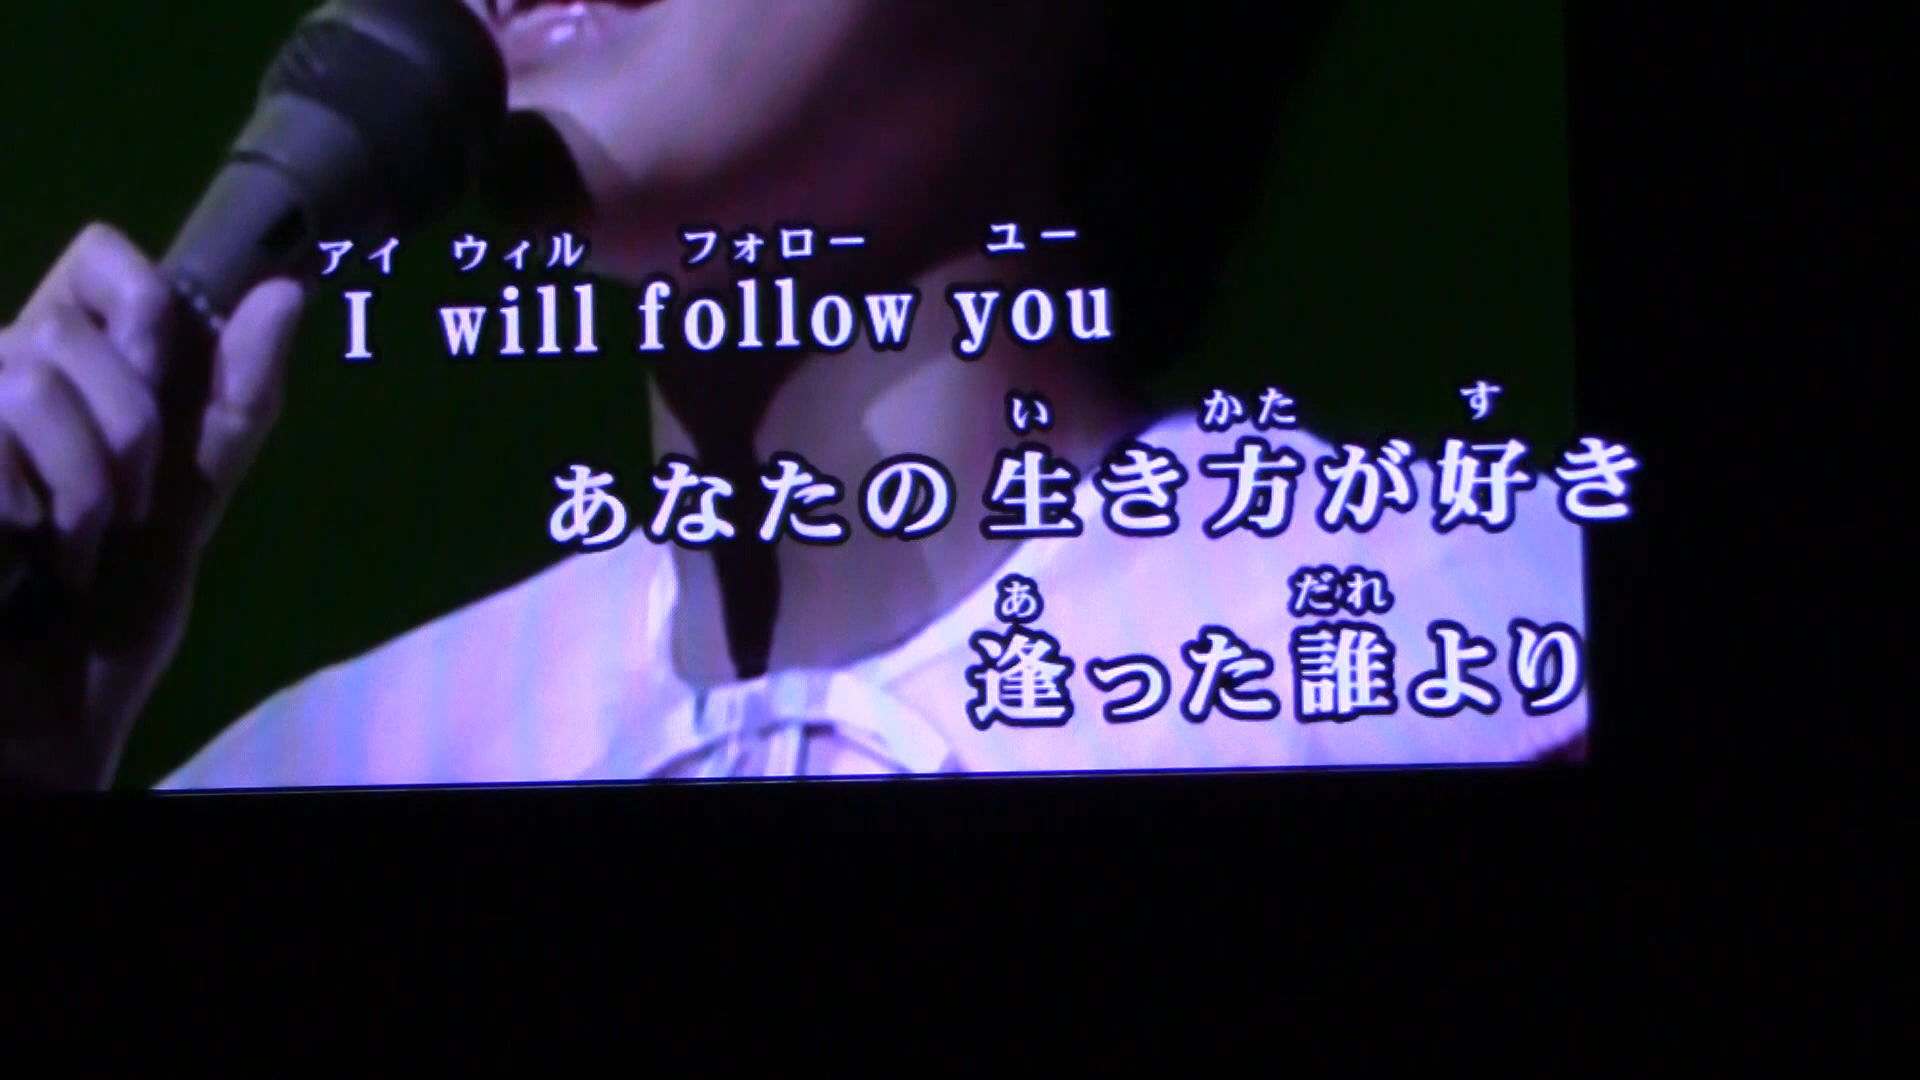 アイ ウィル フォロー ユー
I will follow you
い かた す
あなたの生き方が好き
あ だれ
逢った誰より